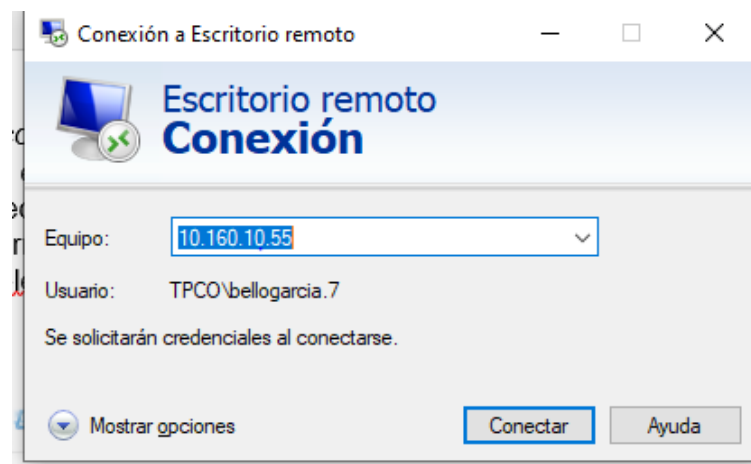 Conexión a Escritorio remoto
Escritorio remoto
Conexión
Equipo: 10.160.10.55
Usuario: TPCO\bellogarcia.7
Se solicitarán credenciales al conectarse.
Mostrar opciones Conectar Ayuda